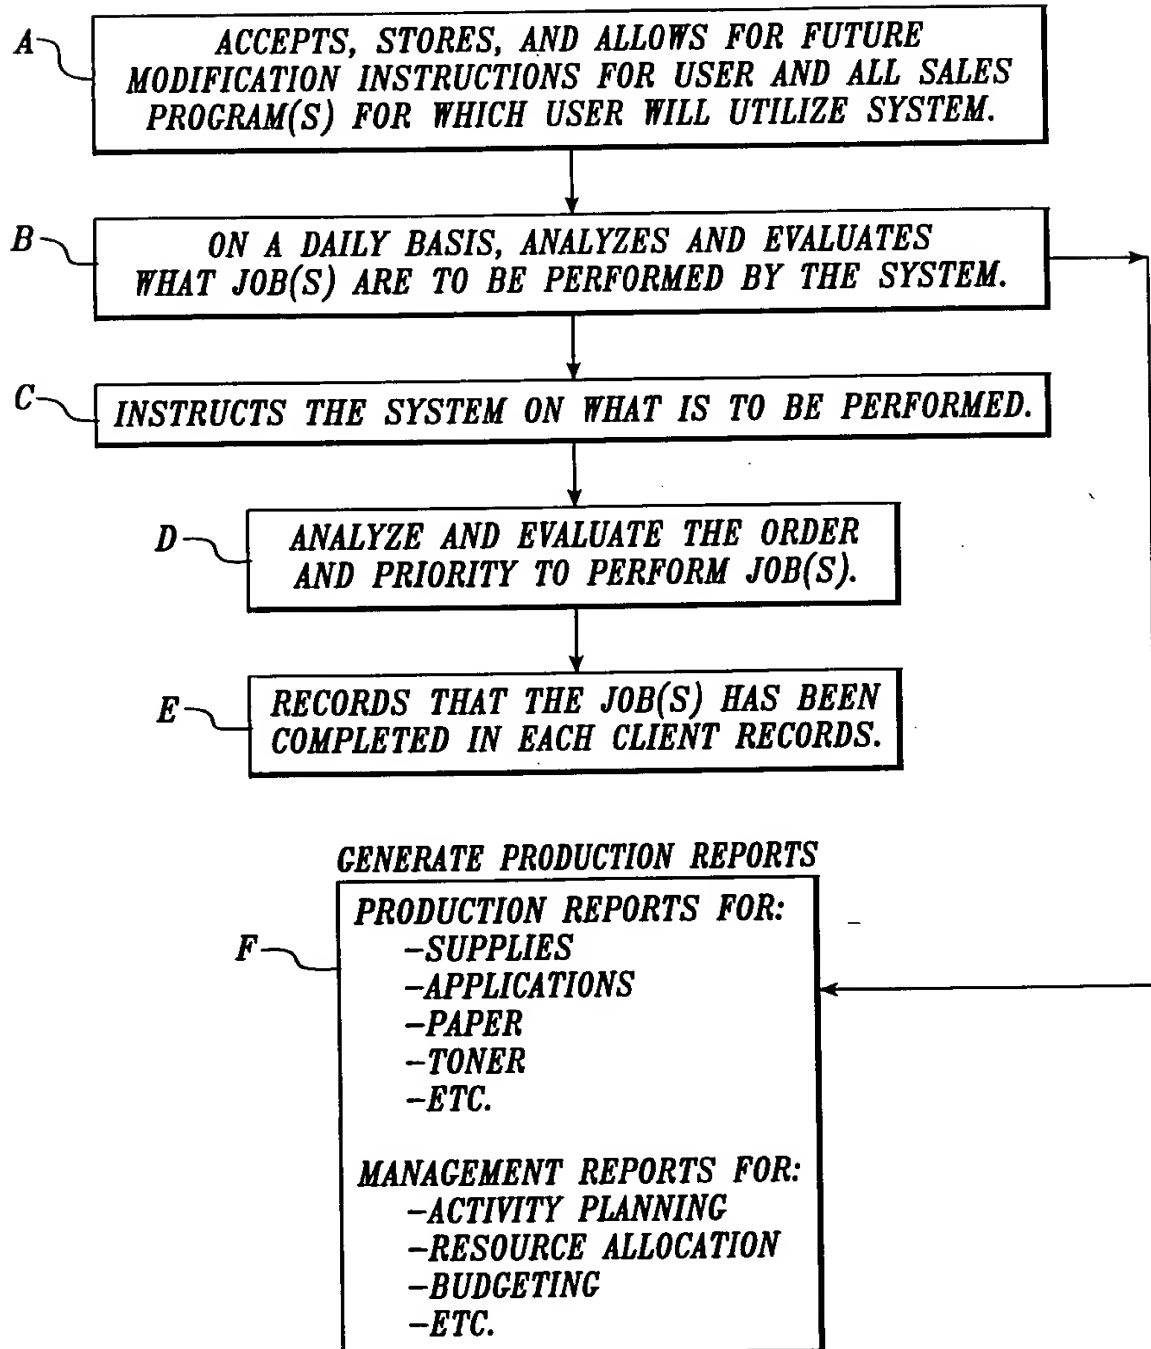 A
ACCEPTS, STORES, AND ALLOWS FOR FUTURE
MODIFICATION INSTRUCTIONS FOR USER AND ALL SALES
PROGRAM(S) FOR WHICH USER WILL UTILIZE SYSTEM.
B
ON A DAILY BASIS, ANALYZES AND EVALUATES
WHAT JOB(S) ARE TO BE PERFORMED BY THE SYSTEM.
C
INSTRUCTS THE SYSTEM ON WHAT IS TO BE PERFORMED.
D
ANALYZE AND EVALUATE THE ORDER
AND PRIORITY TO PERFORM JOB(S).
E
RECORDS THAT THE JOB(S) HAS BEEN
COMPLETED IN EACH CLIENT RECORDS.
GENERATE PRODUCTION REPORTS
F
PRODUCTION REPORTS FOR:
-SUPPLIES
-APPLICATIONS
-PAPER
-TONER
-ETC.
MANAGEMENT REPORTS FOR:
-ACTIVITY PLANNING
-RESOURCE ALLOCATION
-BUDGETING
-ETC.